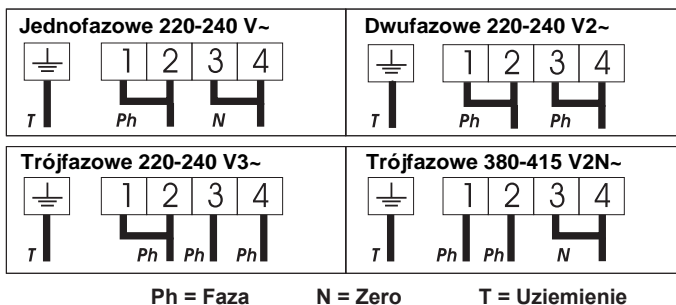 Jednofazowe 220-240 V~
1 2 3 4
T Ph N
Dwufazowe 220-240 V2~
1 2 3 4
T Ph Ph
Trójfazowe 220-240 V3~
1 2 3 4
T Ph Ph Ph
Trójfazowe 380-415 V2N~
1 2 3 4
T Ph Ph N
Ph = Faza N = Zero T = Uziemienie